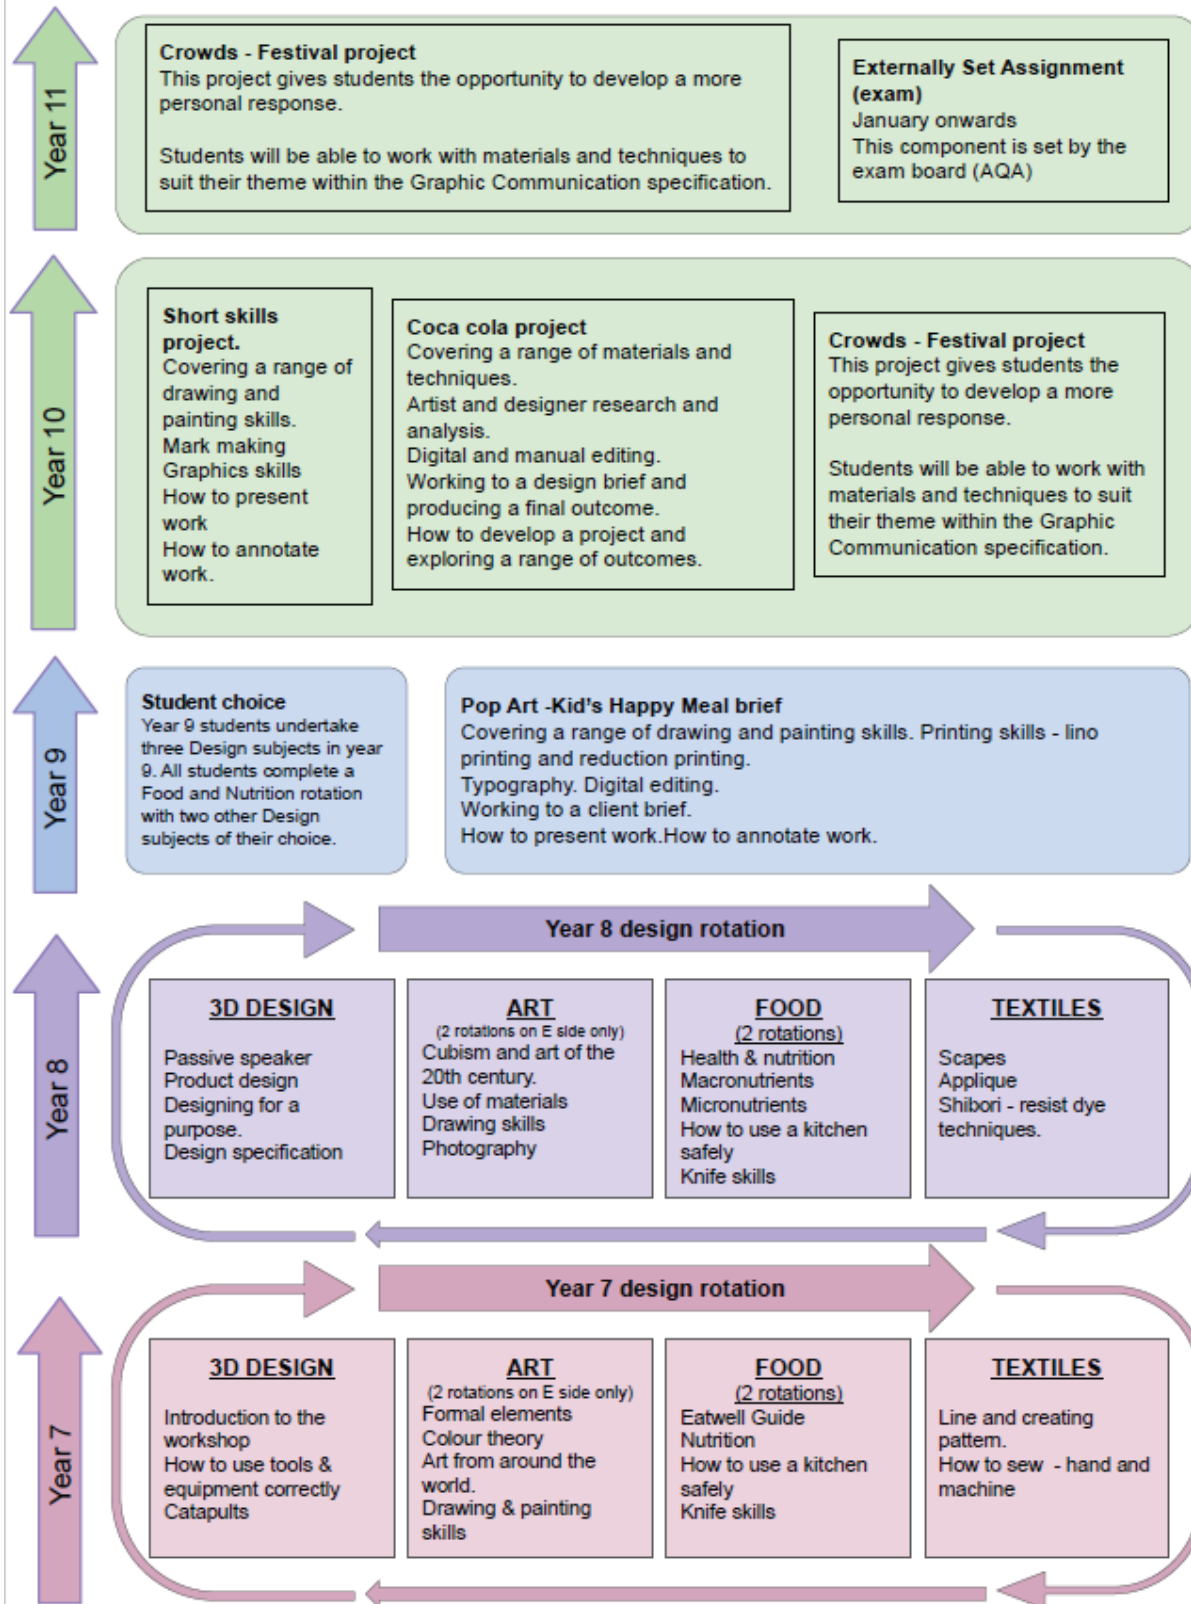 Year 11
Crowds - Festival project
This project gives students the opportunity to develop a more
personal response.
Students will be able to work with materials and techniques to
suit their theme within the Graphic Communication specification.
Externally Set Assignment
(exam)
January onwards
This component is set by the
exam board (AQA)
Year 10
Short skills
project.
Covering a range of
drawing and
painting skills.
Mark making
Graphics skills
How to present
work
How to annotate
work.
Coca cola project
Covering a range of materials and
techniques.
Artist and designer research and
analysis.
Digital and manual editing.
Working to a design brief and
producing a final outcome.
How to develop a project and
exploring a range of outcomes.
Crowds - Festival project
This project gives students the
opportunity to develop a more
personal response.
Students will be able to work with
materials and techniques to suit
their theme within the Graphic
Communication specification.
Year 9
Student choice
Year 9 students undertake
three Design subjects in year
9. All students complete a
Food and Nutrition rotation
with two other Design
subjects of their choice.
Pop Art -Kid's Happy Meal brief
Covering a range of drawing and painting skills. Printing skills - lino
printing and reduction printing.
Typography. Digital editing.
Working to a client brief.
How to present work.How to annotate work.
Year 8
Year 8 design rotation
3D DESIGN
Passive speaker
Product design
Designing for a
purpose.
Design specification
ART
(2 rotations on E side only)
Cubism and art of the
20th century.
Use of materials
Drawing skills
Photography
FOOD
(2 rotations)
Health & nutrition
Macronutrients
Micronutrients
How to use a kitchen
safely
Knife skills
TEXTILES
Scapes
Applique
Shibori - resist dye
techniques.
Year 7
Year 7 design rotation
3D DESIGN
Introduction to the
workshop
How to use tools &
equipment correctly
Catapults
ART
(2 rotations on E side only)
Formal elements
Colour theory
Art from around the
world.
Drawing & painting
skills
FOOD
(2 rotations)
Eatwell Guide
Nutrition
How to use a kitchen
safely
Knife skills
TEXTILES
Line and creating
pattern.
How to sew - hand and
machine